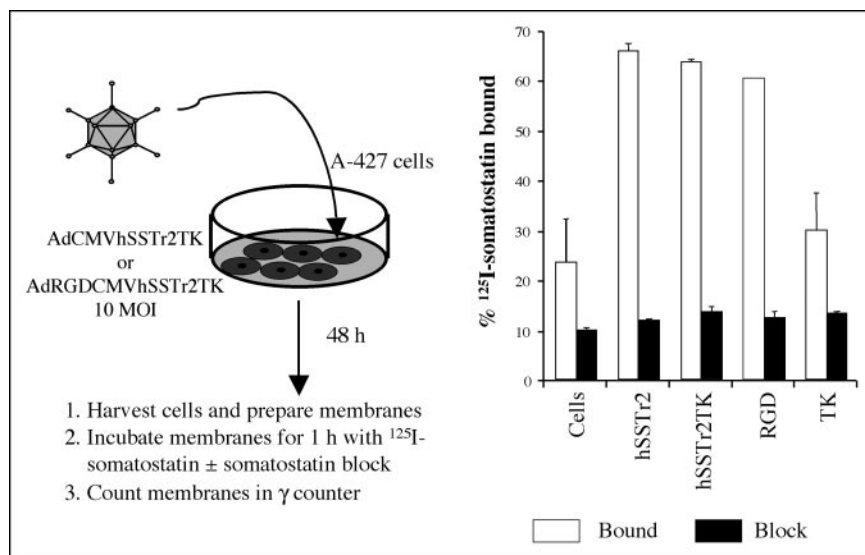 A-427 cells
AdCMVhSSTr2TK
or
AdRGDCMVhSSTr2TK
10 MOI
48 h
1. Harvest cells and prepare membranes
2. Incubate membranes for 1 h with ¹²⁵I-
somatostatin ± somatostatin block
3. Count membranes in γ counter
% ¹²⁵I-somatostatin bound
70
60
50
40
30
20
10
0
Cells
hSSTr2
hSSTr2TK
RGD
TK
Bound
Block